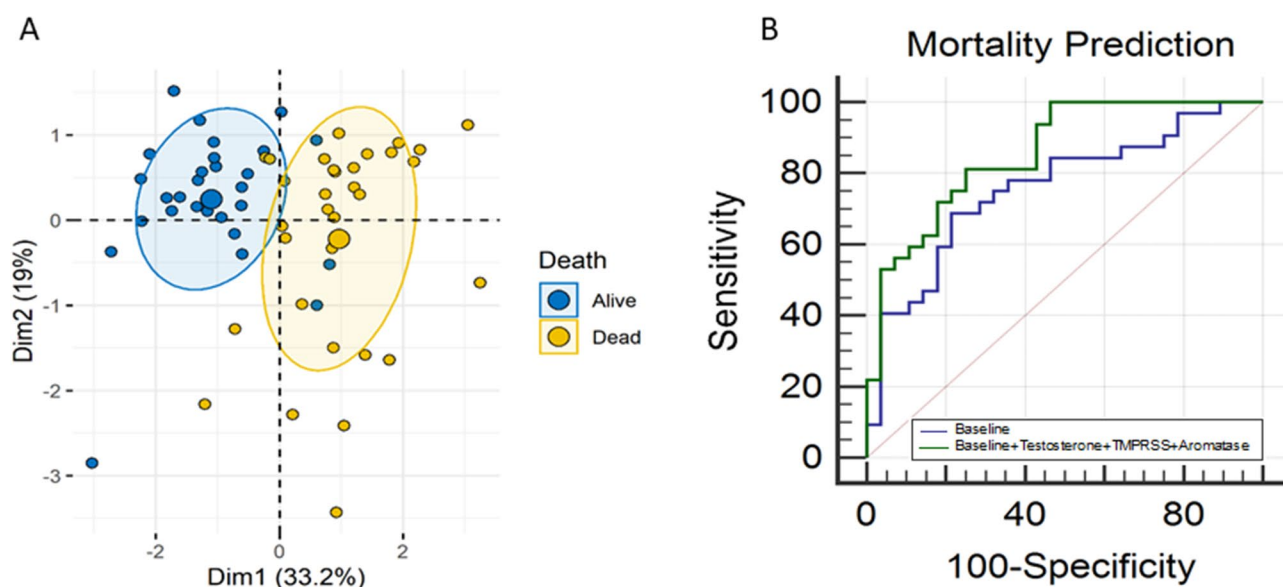 A
1
0
-1
-2
-3
Dim2 (19%)
-2
0
2
Dim1 (33.2%)
Death
Alive
Dead
B
Mortality Prediction
100
80
60
40
20
0
Sensitivity
Baseline
Baseline+Testosterone+TMPRSS+Aromatase
0
40
80
100-Specificity